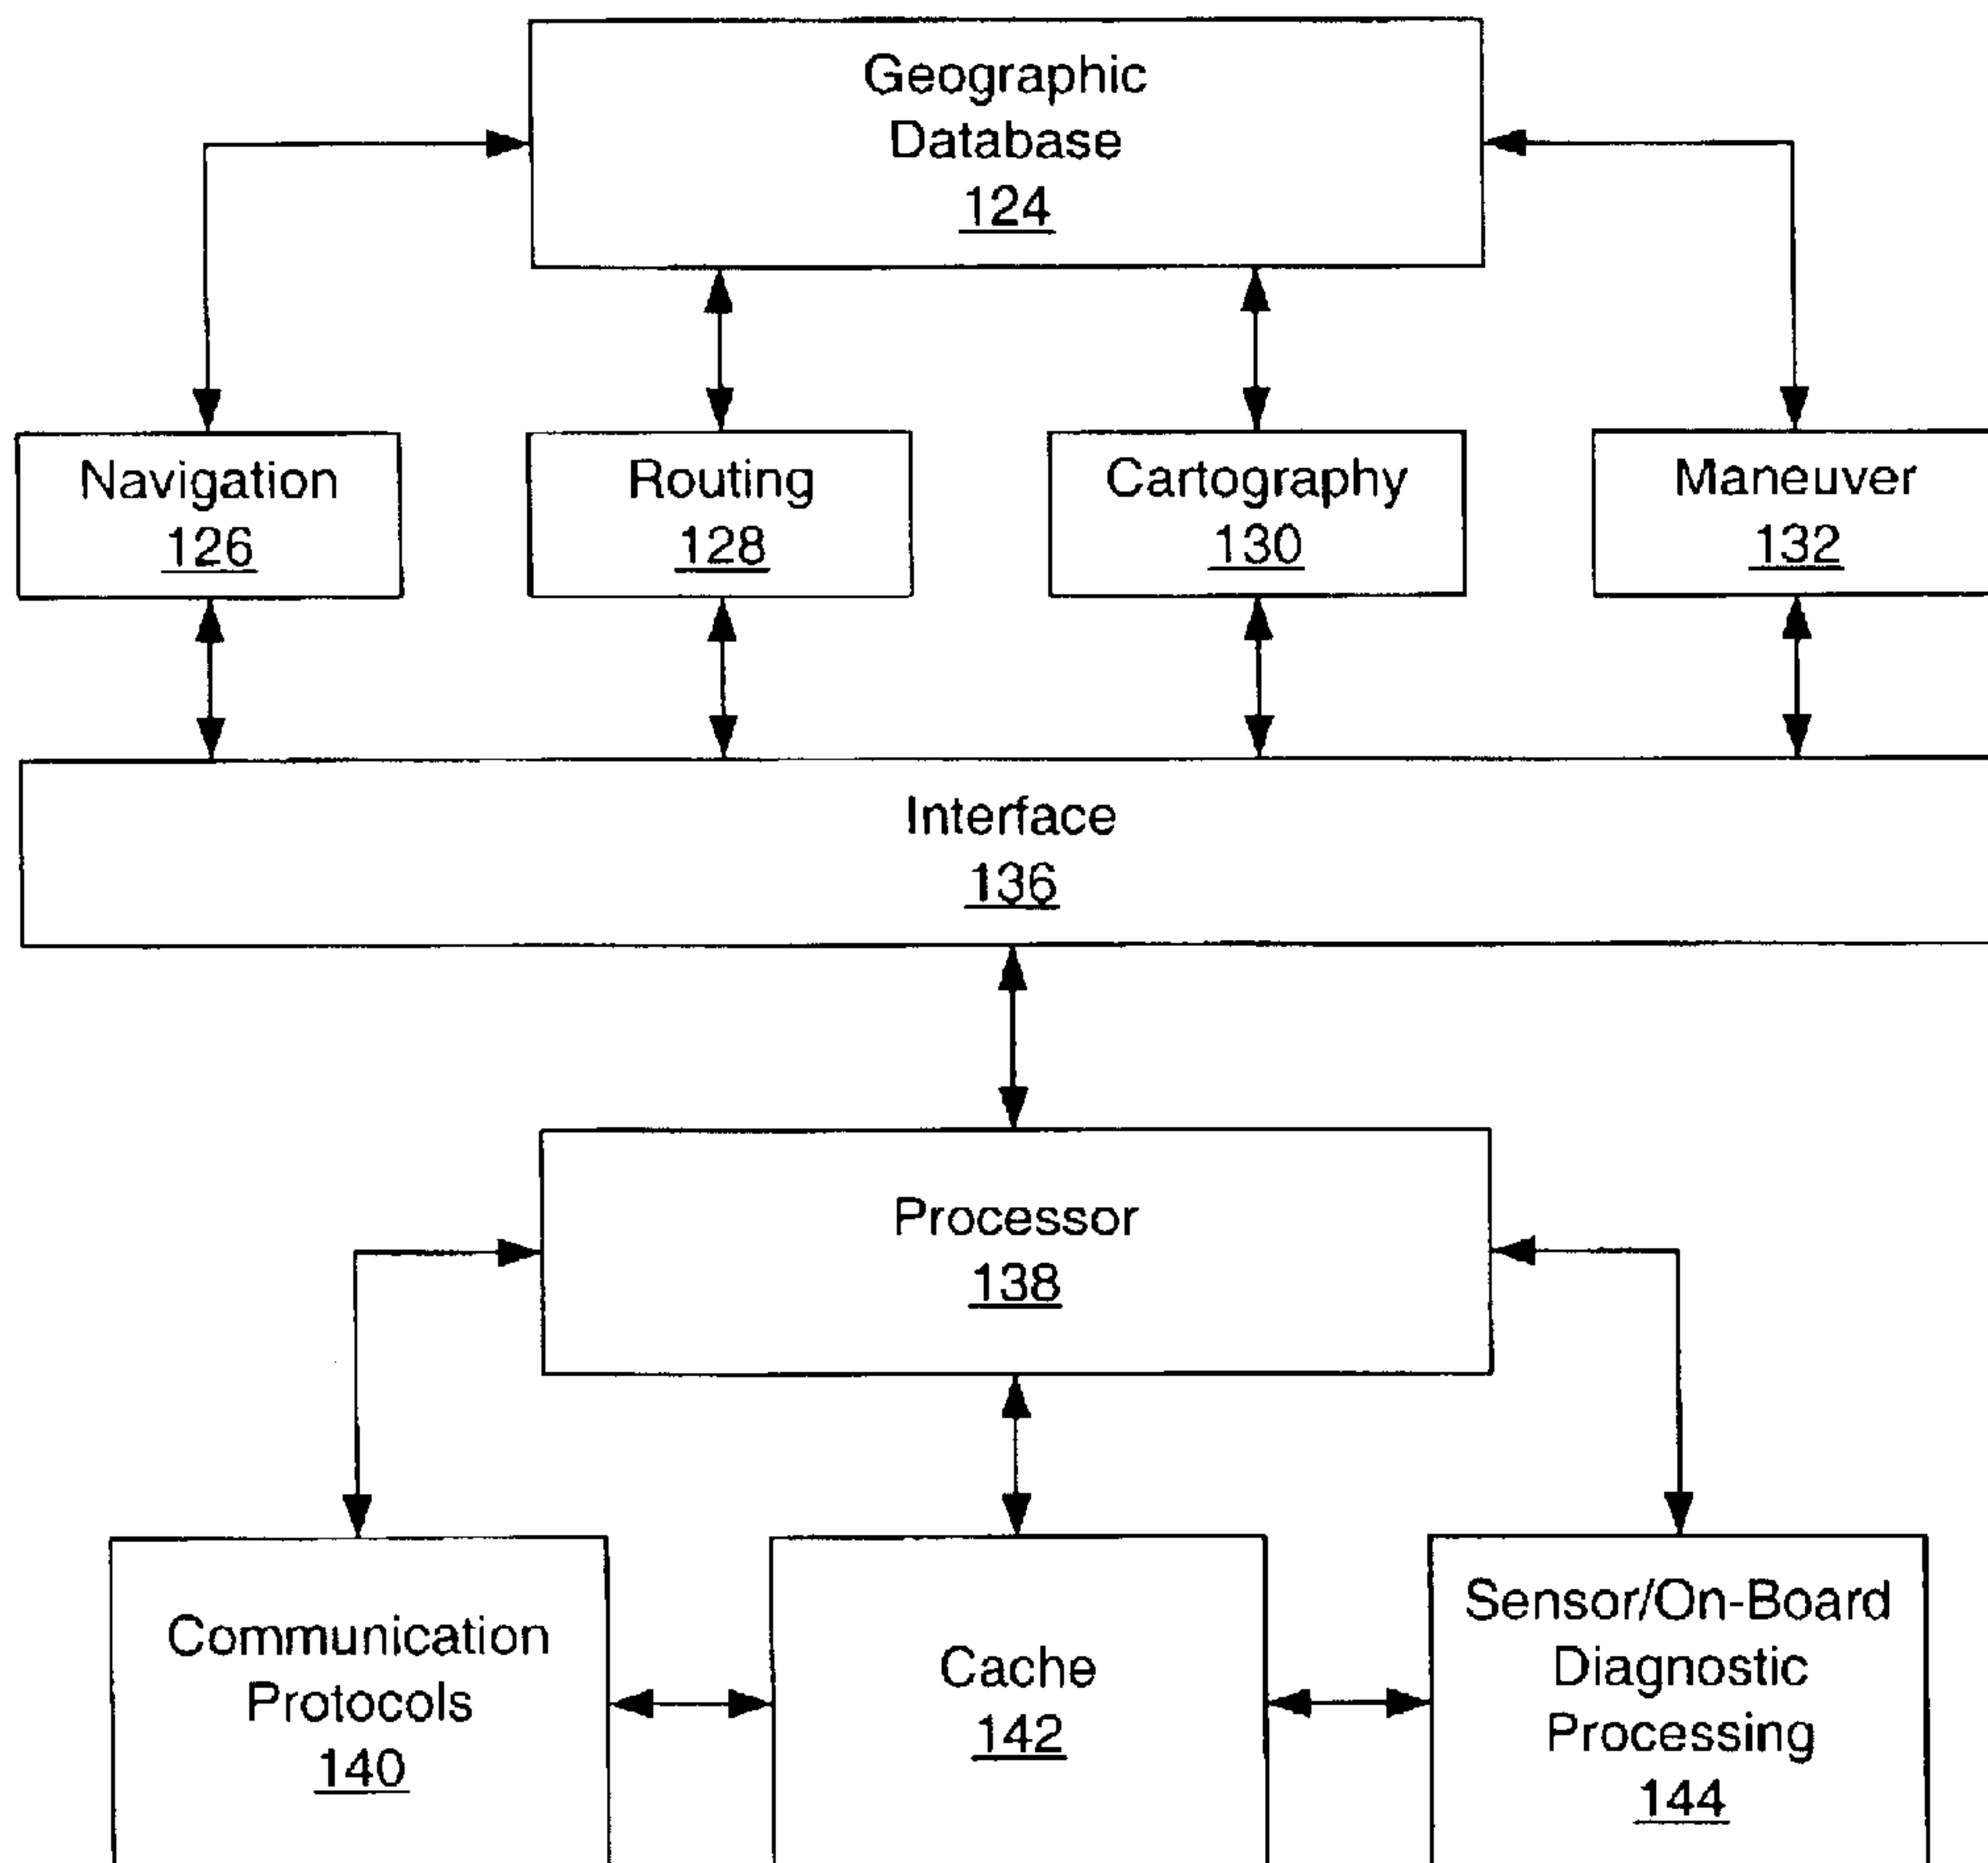 Geographic
Database
124
Navigation
126
Routing
128
Cartography
130
Maneuver
132
Interface
136
Processor
138
Communication
Protocols
140
Cache
142
Sensor/On-Board
Diagnostic
Processing
144